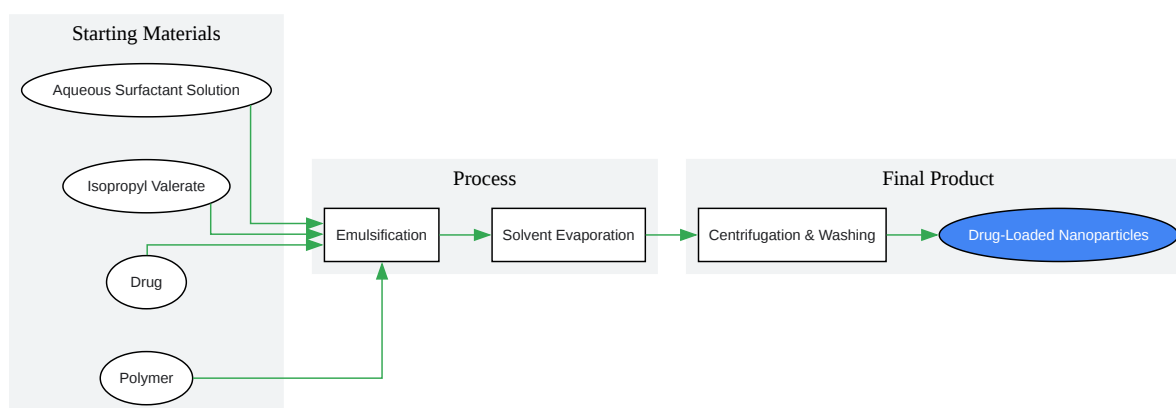 Starting Materials
Aqueous Surfactant Solution
Isopropyl Valerate
Drug
Polymer
Process
Emulsification
Solvent Evaporation
Final Product
Centrifugation & Washing
Drug-Loaded Nanoparticles